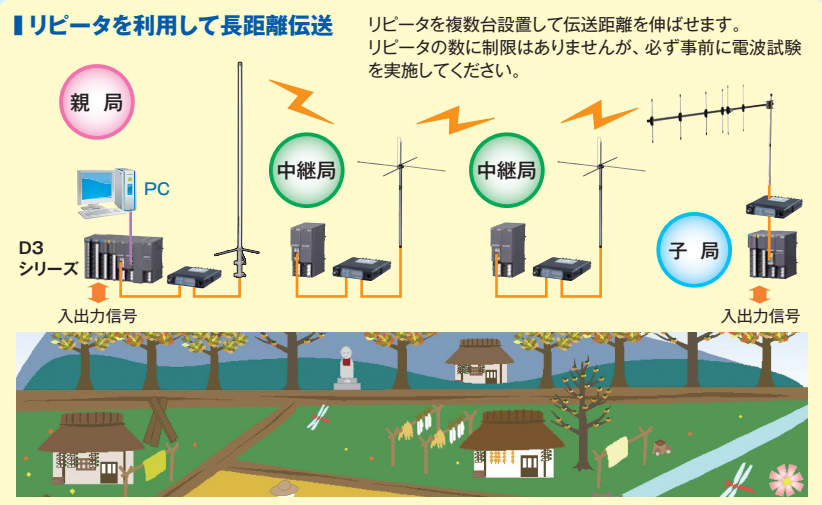 リピータを利用して長距離伝送
リピータを複数台設置して伝送距離を伸ばせます。
リピータの数に制限はありませんが、必ず事前に電波試験
を実施してください。
親 局
中継局
中継局
子 局
PC
D3
シリーズ
入出力信号
入出力信号